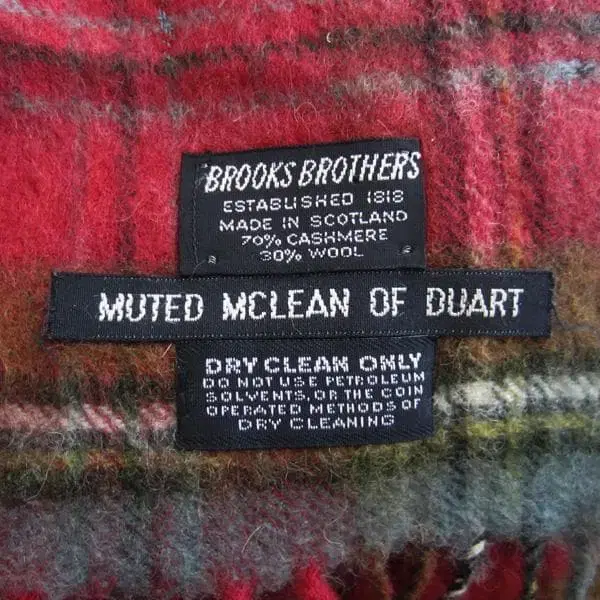 BROOKS BROTHERS
ESTABLISHED 1818
MADE IN SCOTLAND
70% CASHMERE
30% WOOL
MUTED MCLEAN OF DUART
DRY CLEAN ONLY
DO NOT USE PETROLEUM
SOLVENTS, OR THE COIN
OPERATED METHODS OF
DRY CLEANING